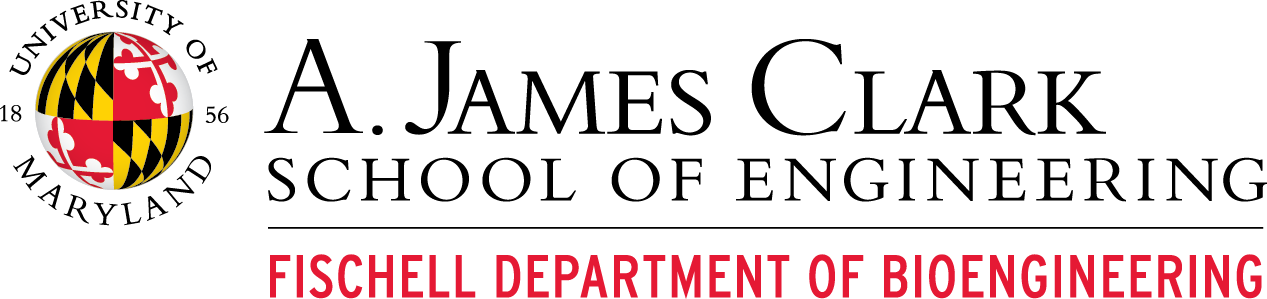 UNIVERSITY OF
18 56
MARYLAND
A. JAMES CLARK
SCHOOL OF ENGINEERING
FISCHELL DEPARTMENT OF BIOENGINEERING